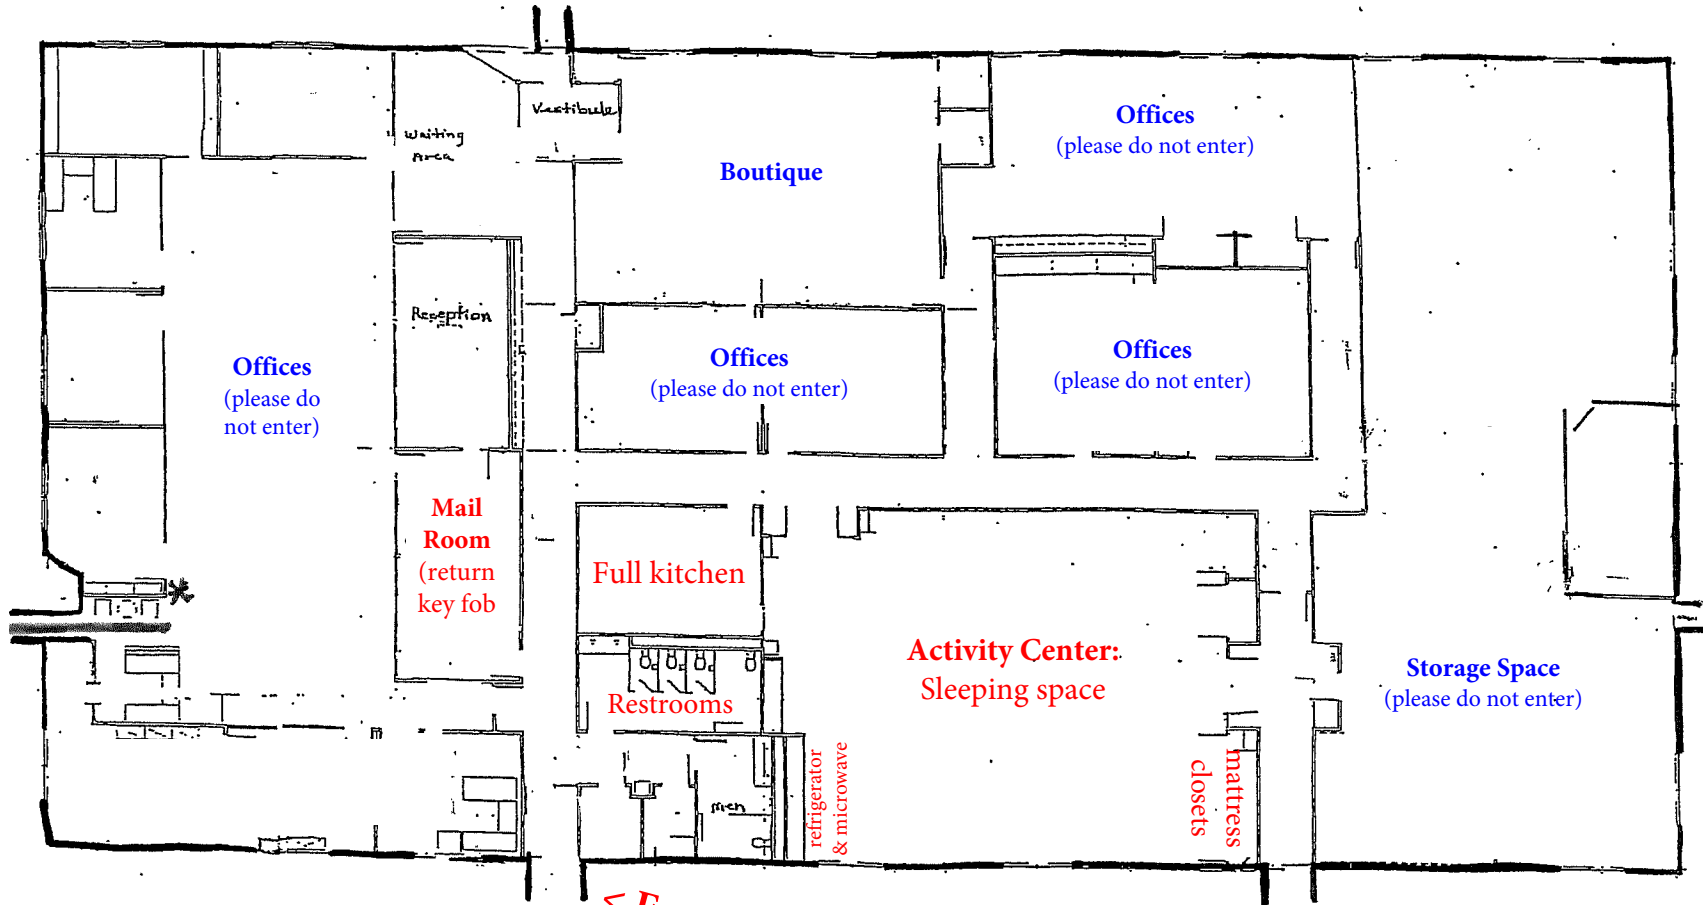 Vestibule
Waiting
Area
Offices
(please do not enter)
Boutique
Reception
Offices
(please do
not enter)
Offices
(please do not enter)
Offices
(please do not enter)
Mail
Room
(return
key fob
Full kitchen
Restrooms
Activity Center:
Sleeping space
Storage Space
(please do not enter)
men
refrigerator
& microwave
mattress
closets